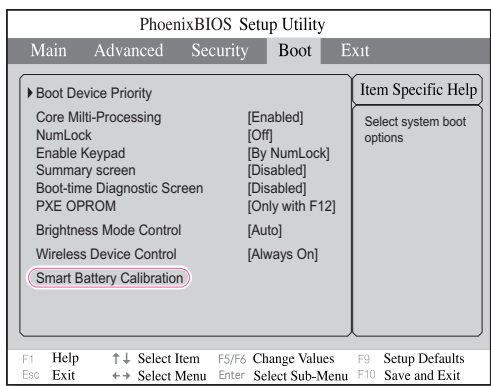 PhoenixBIOS Setup Utility
Main Advanced Security Boot Exit
Boot Device Priority
Core Milti-Processing [Enabled]
NumLock [Off]
Enable Keypad [By NumLock]
Summary screen [Disabled]
Boot-time Diagnostic Screen [Disabled]
PXE OPROM [Only with F12]
Brightness Mode Control [Auto]
Wireless Device Control [Always On]
Smart Battery Calibration
Item Specific Help
Select system boot
options
F1 Help ↑↓ Select Item F5/F6 Change Values F9 Setup Defaults
Esc Exit ←→ Select Menu Enter Select Sub-Menu F10 Save and Exit